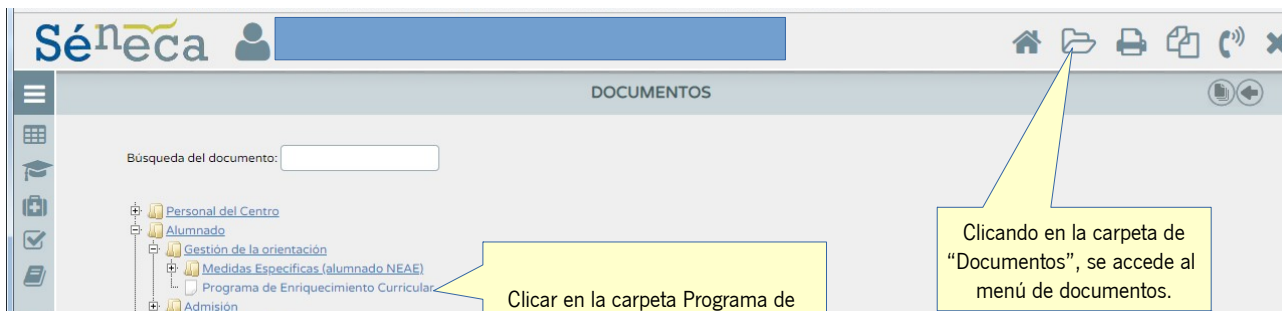 Séneca
DOCUMENTOS
Búsqueda del documento:
Personal del Centro
Alumnado
Gestión de la orientación
Medidas Específicas (alumnado NEAE)
Programa de Enriquecimiento Curricular
Admisión
Clicar en la carpeta Programa de
Clicando en la carpeta de
“Documentos”, se accede al
menú de documentos.